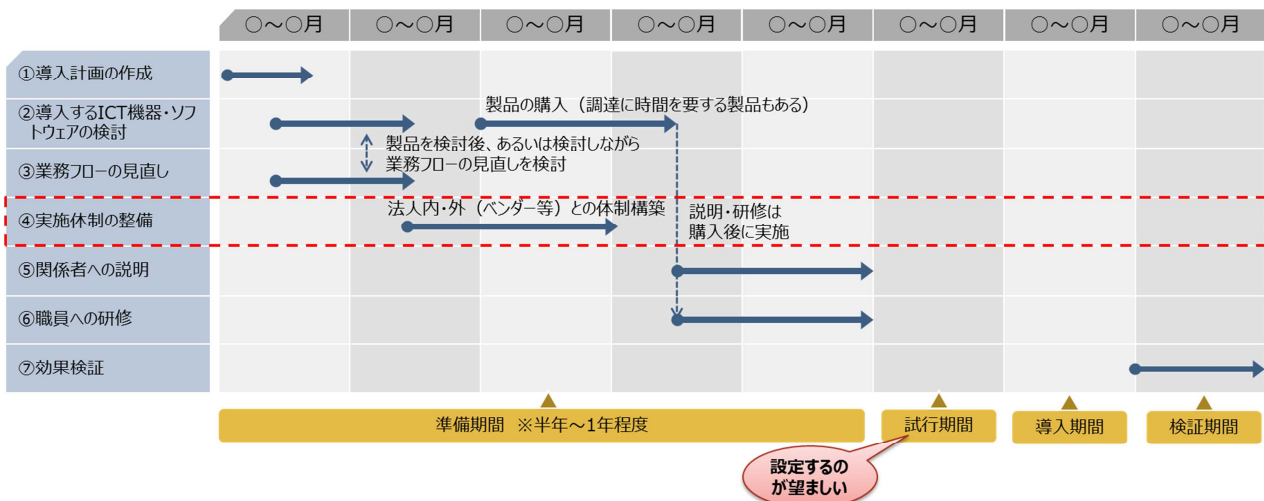 ○～○月 ○～○月 ○～○月 ○～○月 ○～○月 ○～○月 ○～○月 ○～○月
①導入計画の作成
②導入するICT機器・ソフ
トウェアの検討
製品の購入（調達に時間を要する製品もある）
製品を検討後、あるいは検討しながら
業務フローの見直しを検討
③業務フローの見直し
④実施体制の整備
法人内・外（ベンダー等）との体制構築
説明・研修は
購入後に実施
⑤関係者への説明
⑥職員への研修
⑦効果検証
準備期間 ※半年～1年程度
試行期間
導入期間
検証期間
設定するの
が望ましい